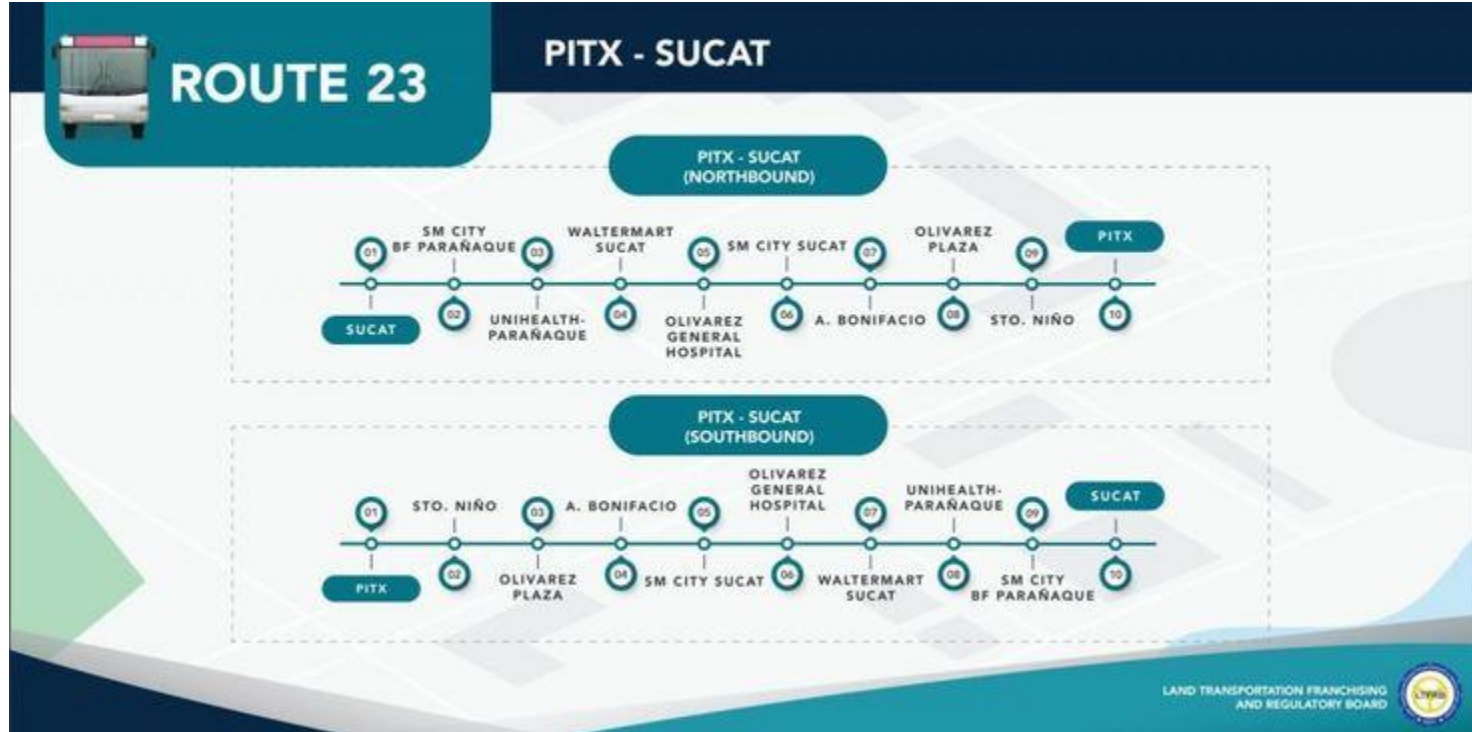 ROUTE 23
PITX - SUCAT
PITX - SUCAT
(NORTHBOUND)
01
SUCAT
SM CITY
BF PARAÑAQUE
02
03
UNIHEALTH-
PARAÑAQUE
WALTERMART
SUCAT
04
05
OLIVAREZ
GENERAL
HOSPITAL
SM CITY SUCAT
06
07
A. BONIFACIO
OLIVAREZ
PLAZA
08
09
STO. NIÑO
PITX
10
PITX - SUCAT
(SOUTHBOUND)
01
PITX
STO. NIÑO
02
03
OLIVAREZ
PLAZA
A. BONIFACIO
04
05
SM CITY SUCAT
OLIVAREZ
GENERAL
HOSPITAL
06
07
WALTERMART
SUCAT
UNIHEALTH-
PARAÑAQUE
08
09
SM CITY
BF PARAÑAQUE
SUCAT
10
LAND TRANSPORTATION FRANCHISING
AND REGULATORY BOARD
LTFRB